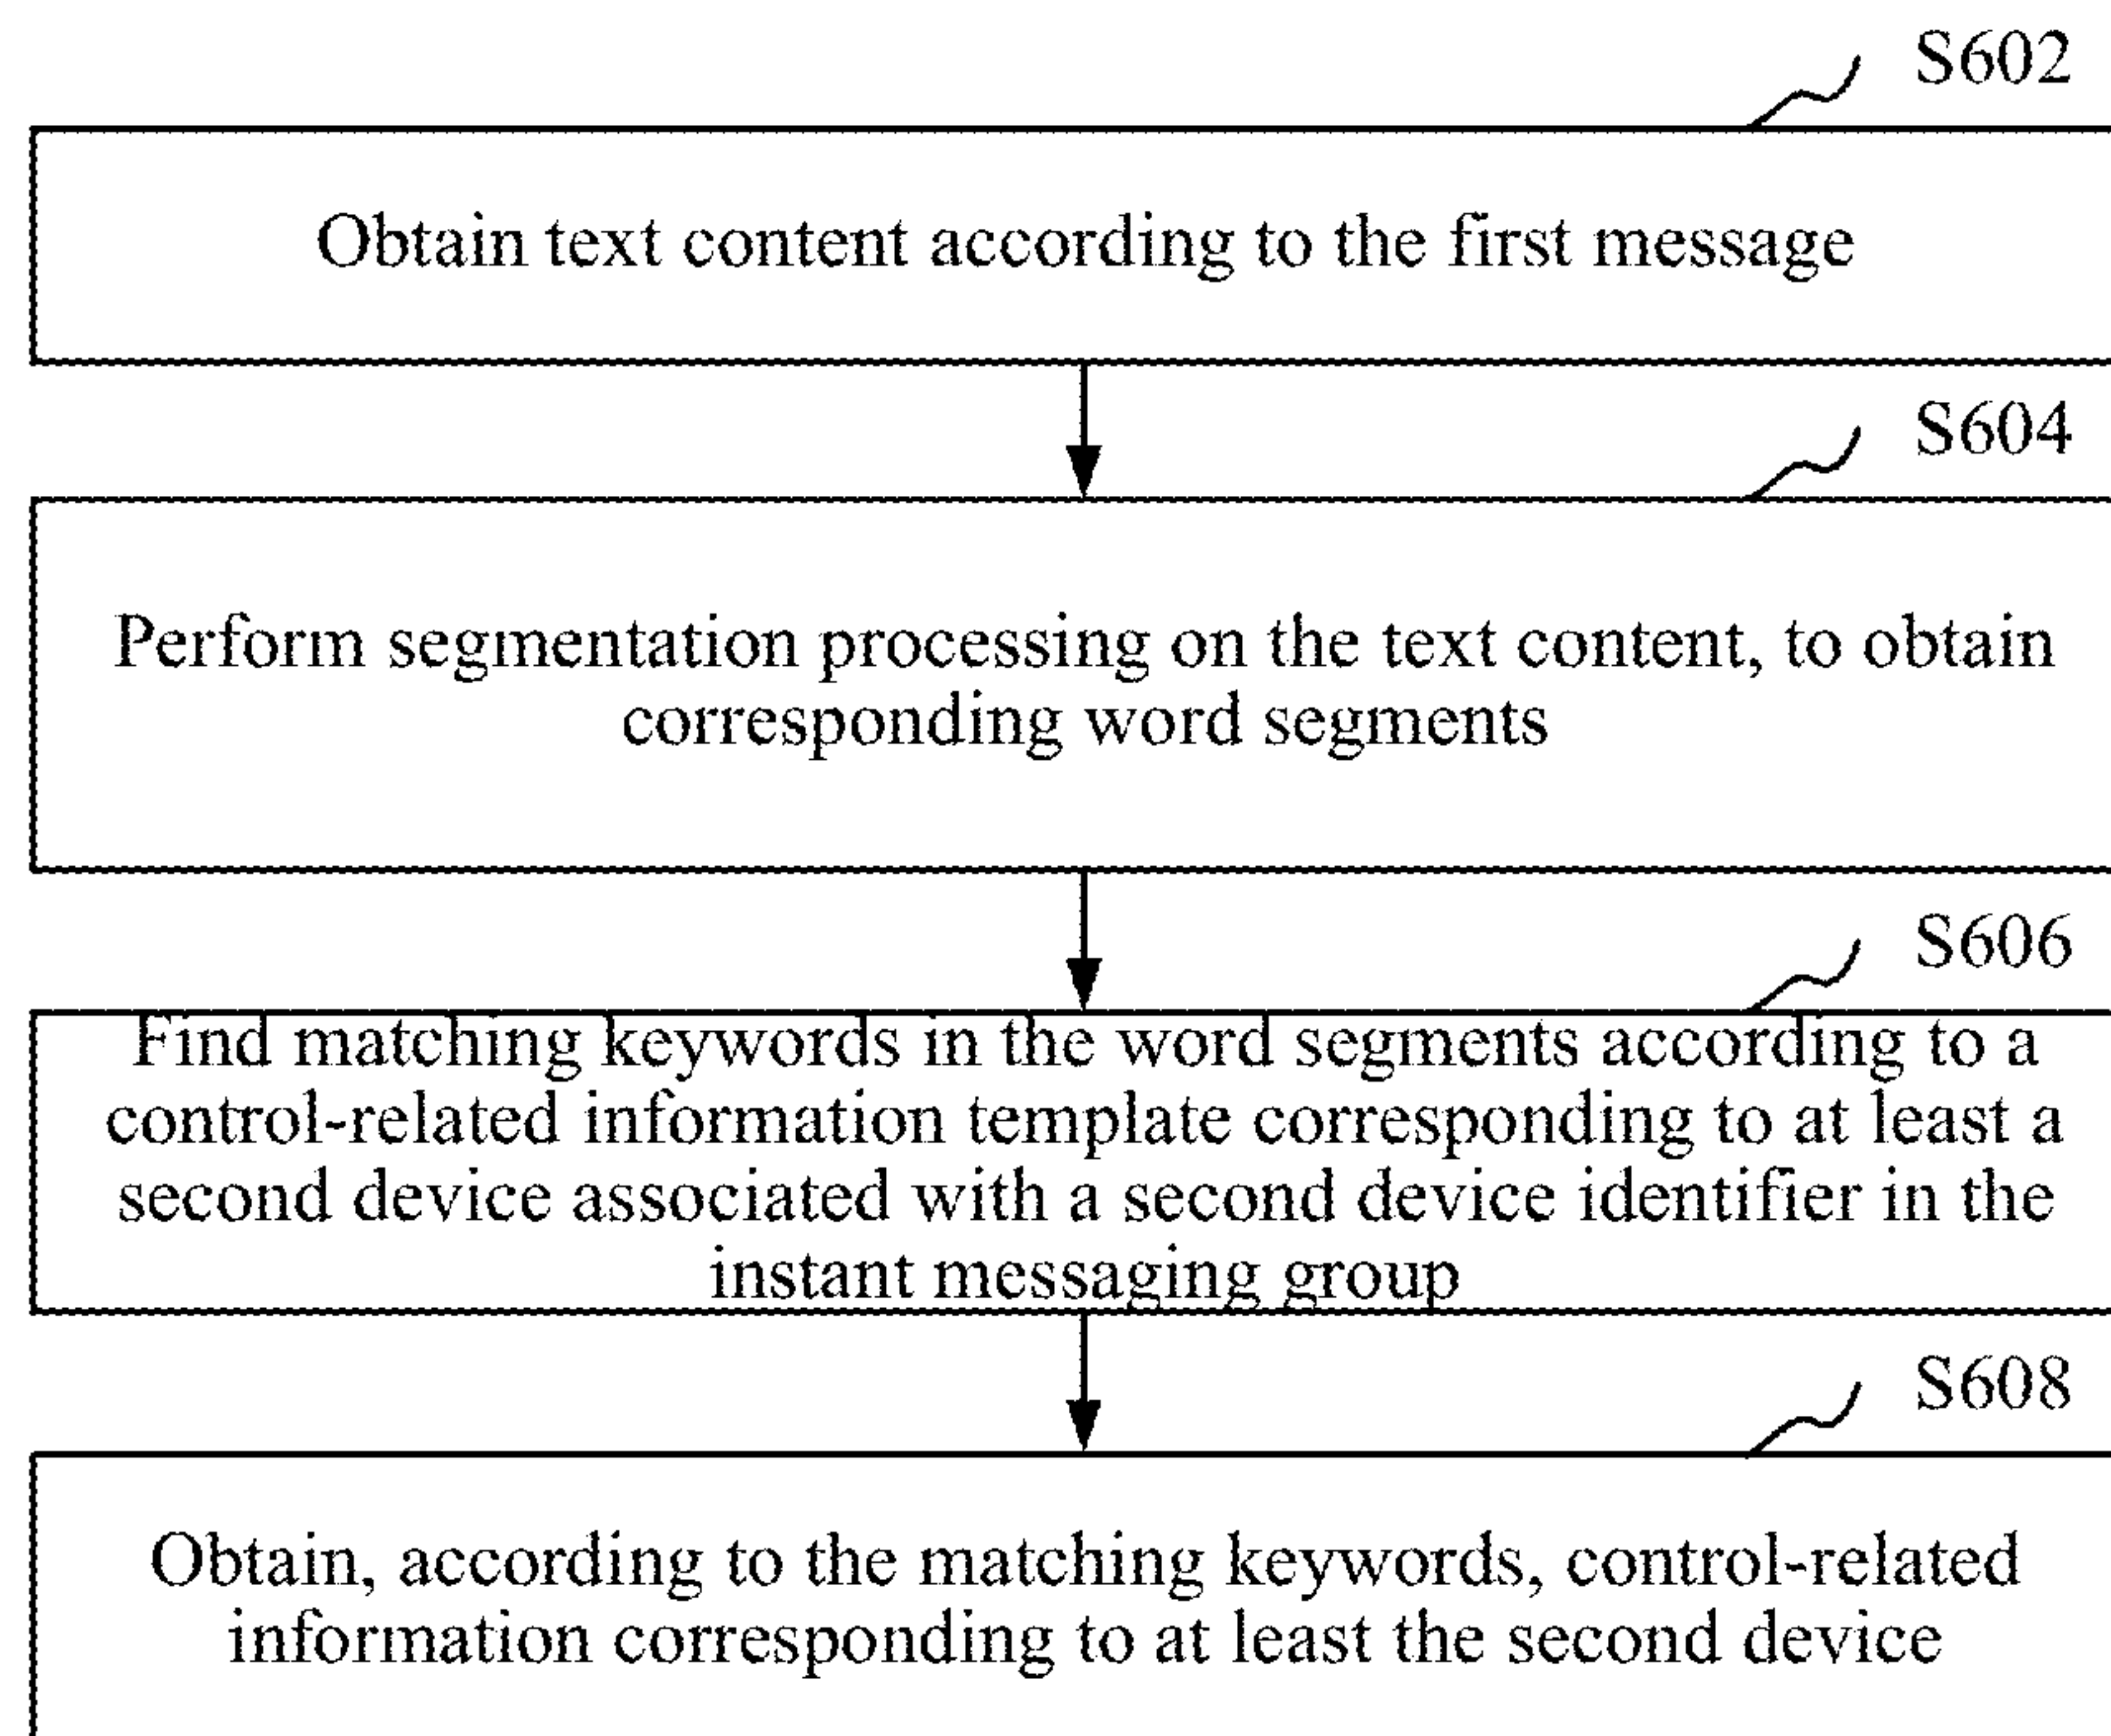 S602
Obtain text content according to the first message
S604
Perform segmentation processing on the text content, to obtain
corresponding word segments
S606
Find matching keywords in the word segments according to a
control-related information template corresponding to at least a
second device associated with a second device identifier in the
instant messaging group
S608
Obtain, according to the matching keywords, control-related
information corresponding to at least the second device